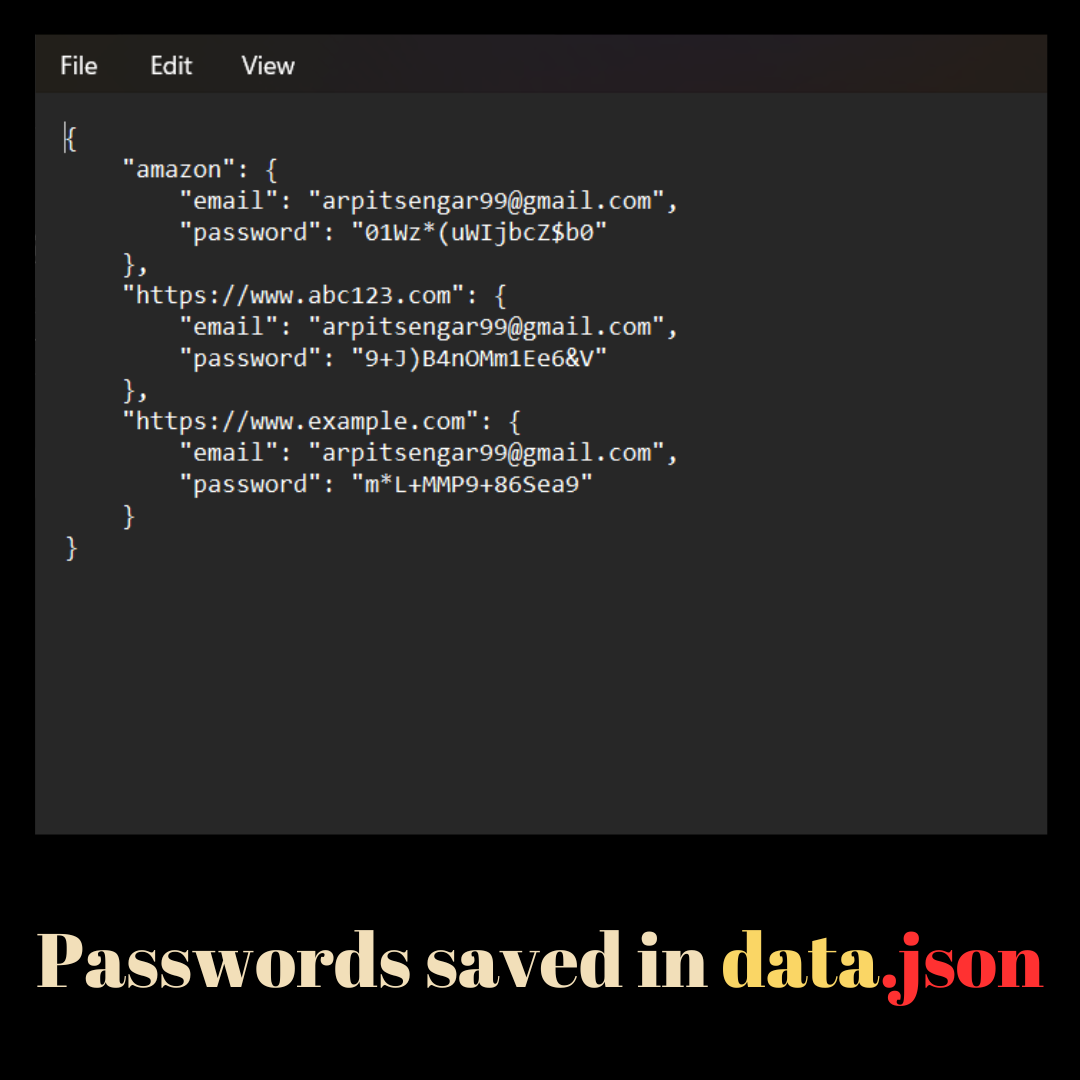 File Edit View
{
    "amazon": {
        "email": "arpitsengar99@gmail.com",
        "password": "01Wz*(uWIjbcZ$b0"
    },
    "https://www.abc123.com": {
        "email": "arpitsengar99@gmail.com",
        "password": "9+J)B4nOMm1Ee6&V"
    },
    "https://www.example.com": {
        "email": "arpitsengar99@gmail.com",
        "password": "m*L+MMP9+86Sea9"
    }
}
Passwords saved in data.json